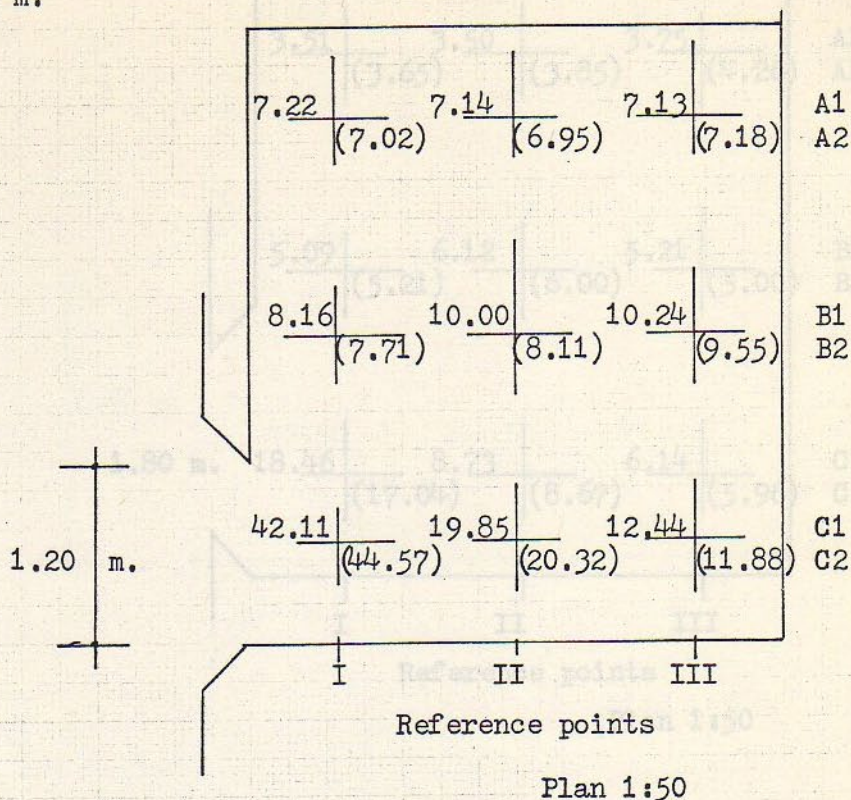 m.
7.22 7.14 7.13 A1
(7.02) (6.95) (7.18) A2
8.16 10.00 10.24 B1
(7.71) (8.11) (9.55) B2
42.11 19.85 12.44 C1
1.20 m. (44.57) (20.32) (11.88) C2
I II III
Reference points
Plan 1:50